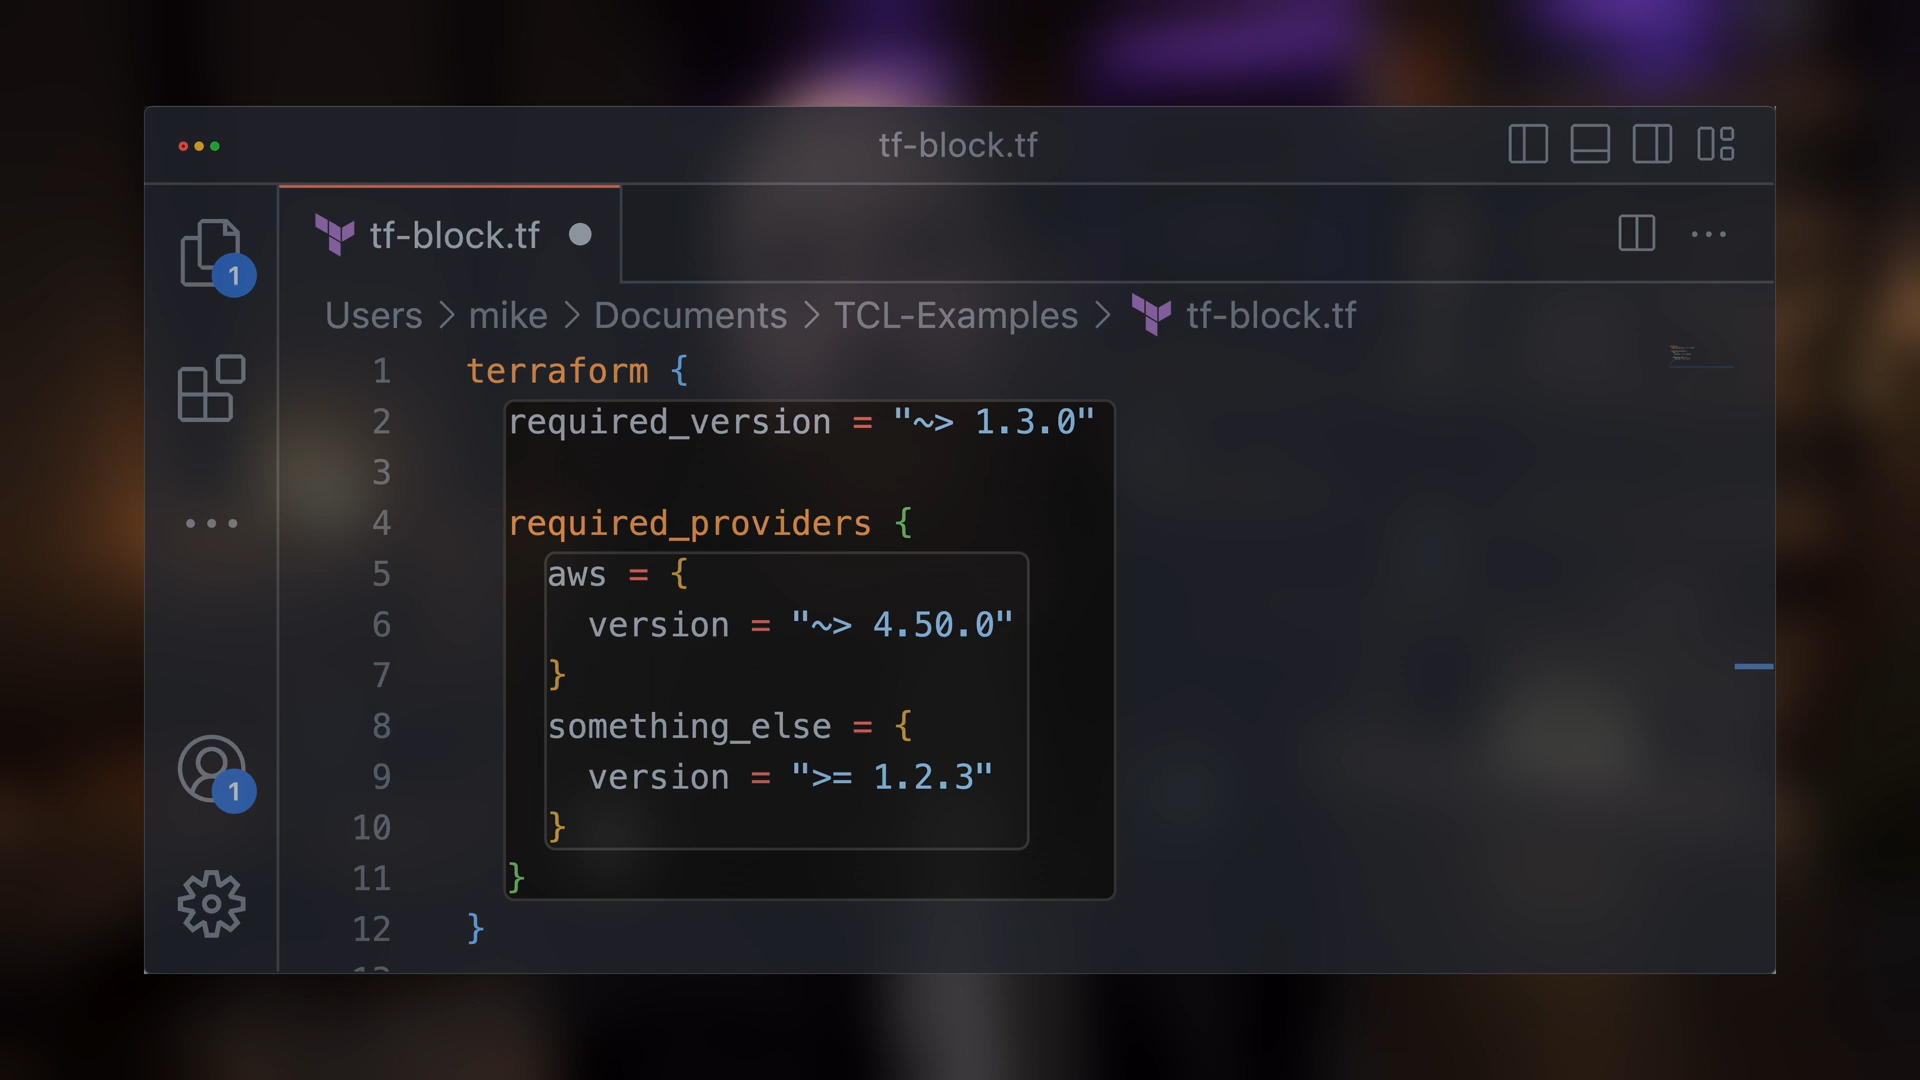 tf-block.tf
tf-block.tf
1
Users > mike > Documents > TCL-Examples > tf-block.tf
1 terraform {
2 required_version = "~> 1.3.0"
3
4 required_providers {
5 aws = {
6 version = "~> 4.50.0"
7 }
8 something_else = {
9 version = ">= 1.2.3"
10 }
11 }
12 }
1